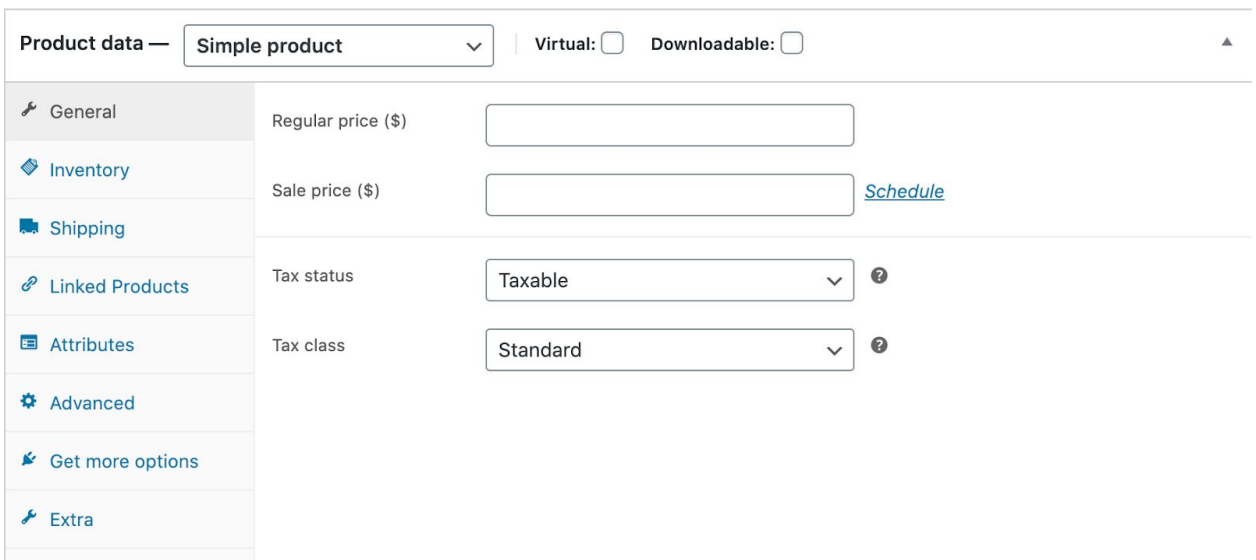 Product data — Simple product Virtual: Downloadable:
General
Inventory
Shipping
Linked Products
Attributes
Advanced
Get more options
Extra
Regular price ($)
Sale price ($) Schedule
Tax status Taxable
Tax class Standard